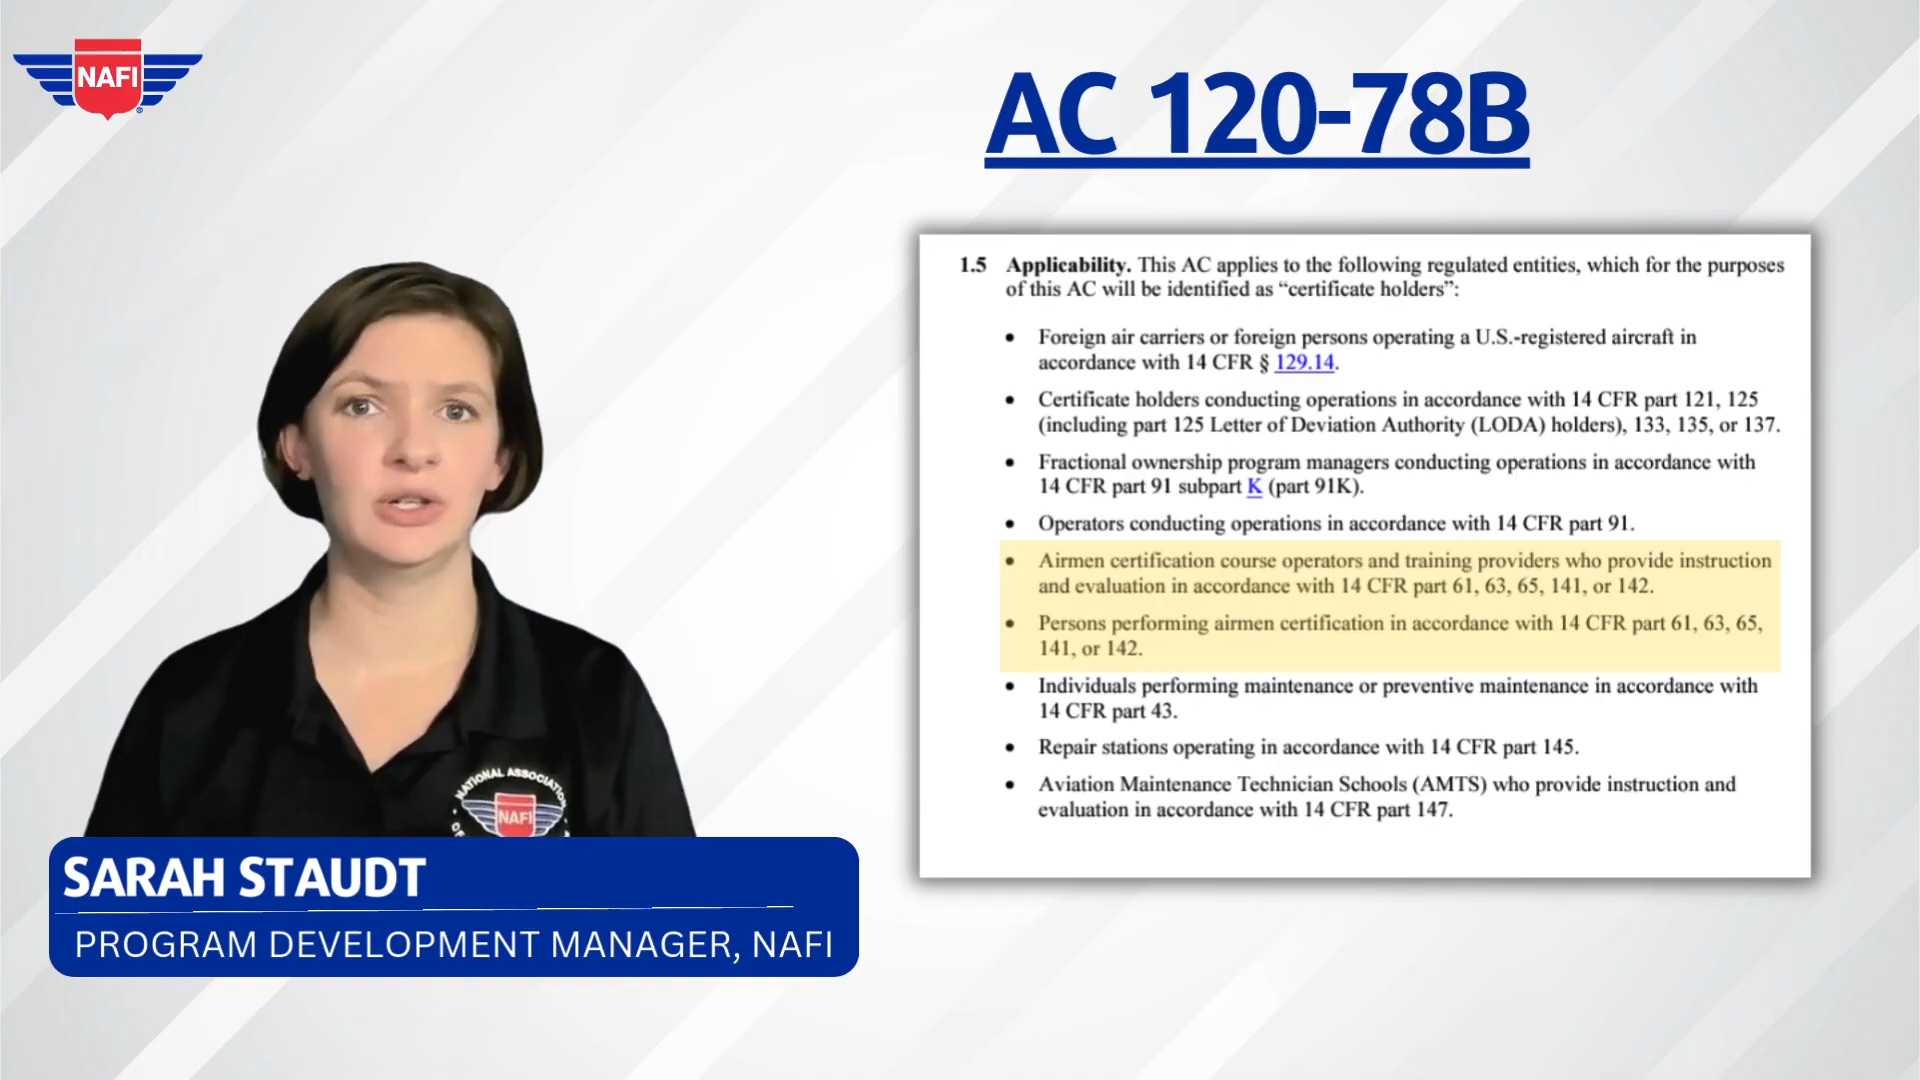 NAFI
AC 120-78B
1.5 Applicability. This AC applies to the following regulated entities, which for the purposes
of this AC will be identified as “certificate holders”:
• Foreign air carriers or foreign persons operating a U.S.-registered aircraft in
accordance with 14 CFR § 129.14.
• Certificate holders conducting operations in accordance with 14 CFR part 121, 125
(including part 125 Letter of Deviation Authority (LODA) holders), 133, 135, or 137.
• Fractional ownership program managers conducting operations in accordance with
14 CFR part 91 subpart K (part 91K).
• Operators conducting operations in accordance with 14 CFR part 91.
• Airmen certification course operators and training providers who provide instruction
and evaluation in accordance with 14 CFR part 61, 63, 65, 141, or 142.
• Persons performing airmen certification in accordance with 14 CFR part 61, 63, 65,
141, or 142.
• Individuals performing maintenance or preventive maintenance in accordance with
14 CFR part 43.
• Repair stations operating in accordance with 14 CFR part 145.
• Aviation Maintenance Technician Schools (AMTS) who provide instruction and
evaluation in accordance with 14 CFR part 147.
NATIONAL ASSOCIATION
NAFI
SARAH STAUDT
PROGRAM DEVELOPMENT MANAGER, NAFI